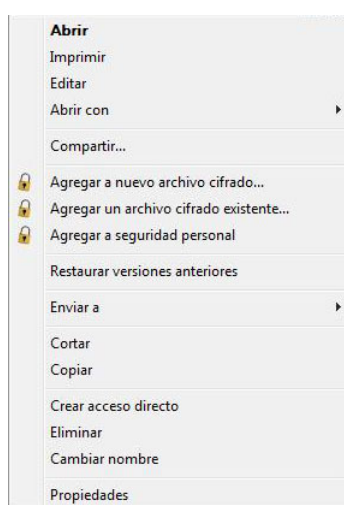 Abrir
Imprimir
Editar
Abrir con
Compartir...
Agregar a nuevo archivo cifrado...
Agregar un archivo cifrado existente...
Agregar a seguridad personal
Restaurar versiones anteriores
Enviar a
Cortar
Copiar
Crear acceso directo
Eliminar
Cambiar nombre
Propiedades